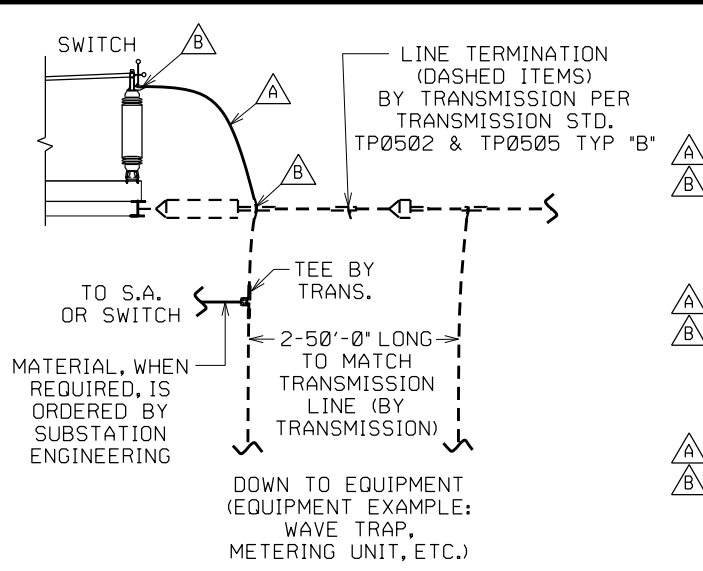 SWITCH
B
A
B
LINE TERMINATION
(DASHED ITEMS)
BY TRANSMISSION PER
TRANSMISSION STD.
TP0502 & TP0505 TYP "B"
A
B
TEE BY
TRANS.
TO S.A.
OR SWITCH
2-50'-0" LONG
TO MATCH
TRANSMISSION
LINE (BY
TRANSMISSION)
MATERIAL, WHEN
REQUIRED, IS
ORDERED BY
SUBSTATION
ENGINEERING
A
B
DOWN TO EQUIPMENT
(EQUIPMENT EXAMPLE:
WAVE TRAP,
METERING UNIT, ETC.)
A
B